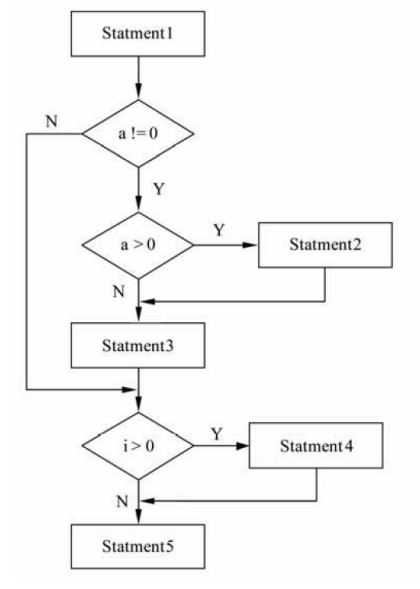 Statment1
N
a != 0
Y
a > 0
Y
Statment2
N
Statment3
i > 0
Y
Statment4
N
Statment5